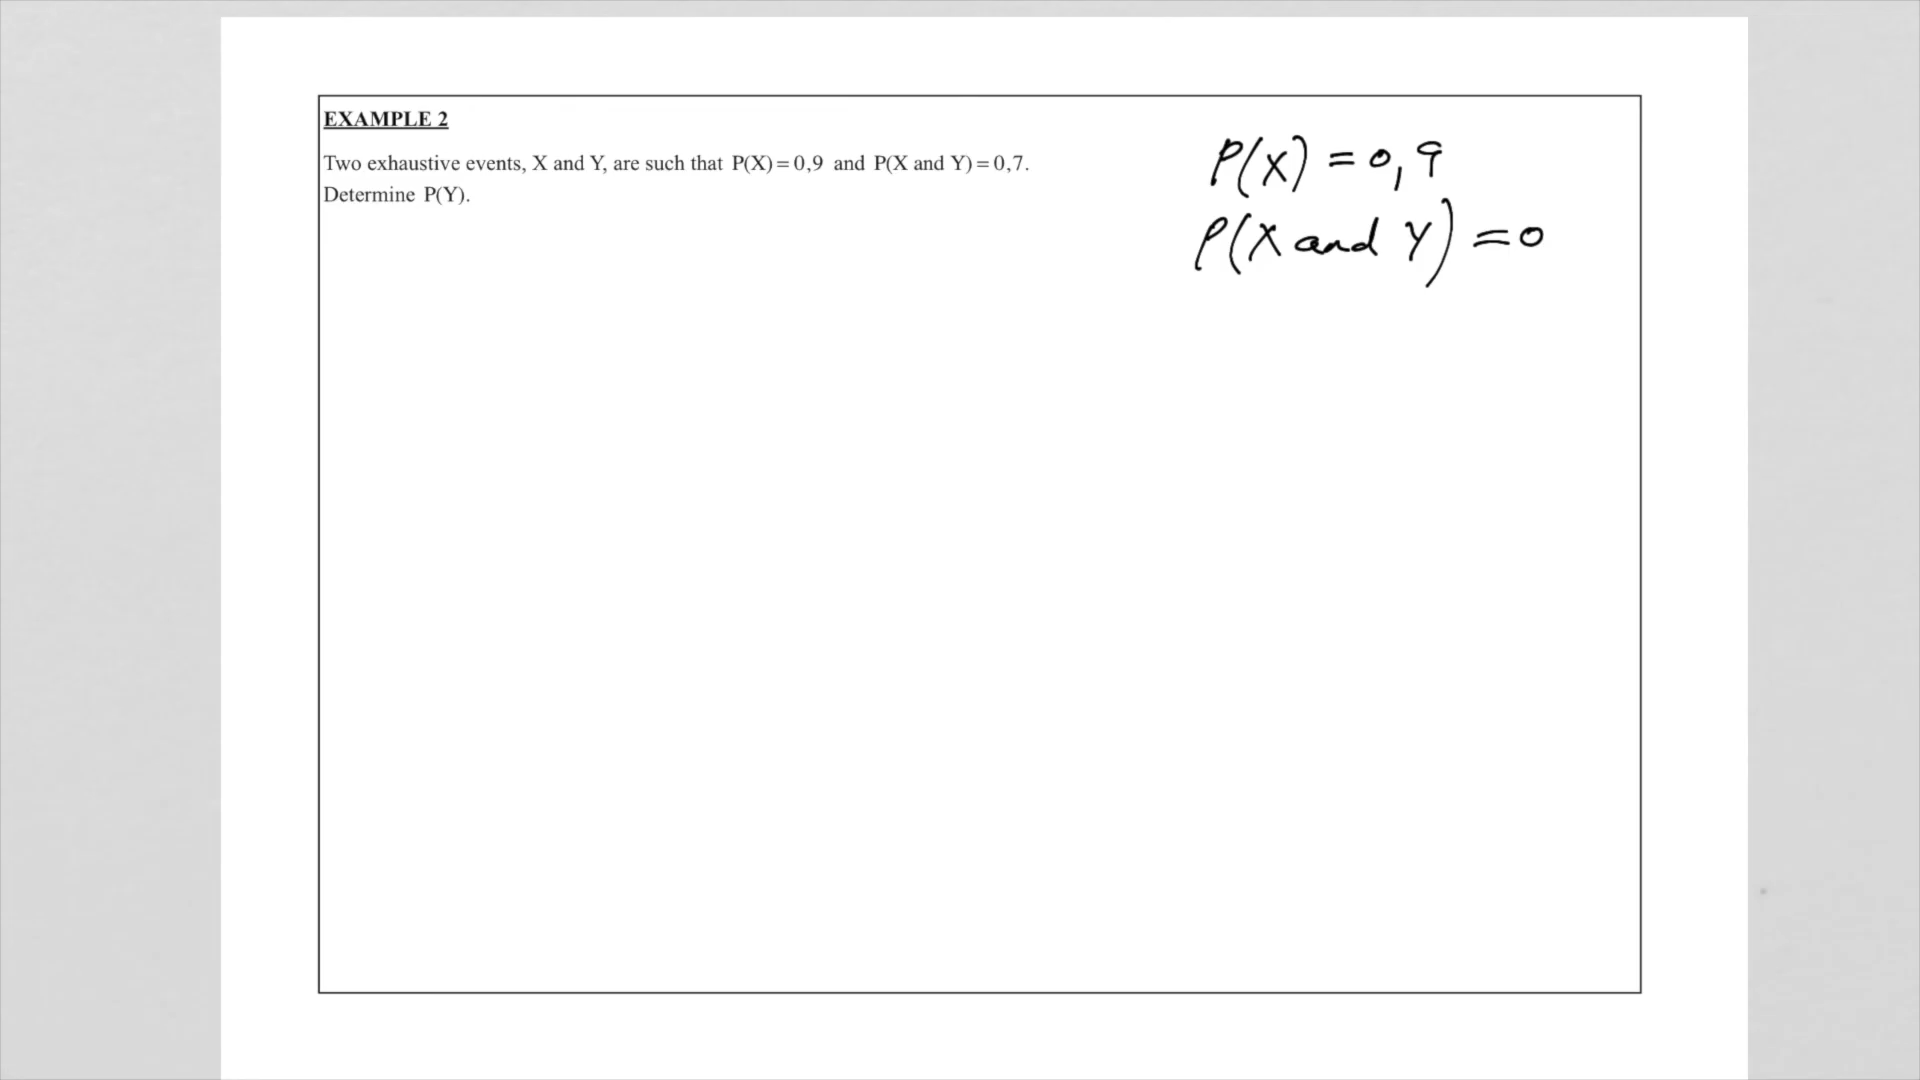 EXAMPLE 2
Two exhaustive events, X and Y, are such that P(X)=0,9 and P(X and Y)=0,7.
Determine P(Y).
P(X) = 0,9
P(X and Y) = 0